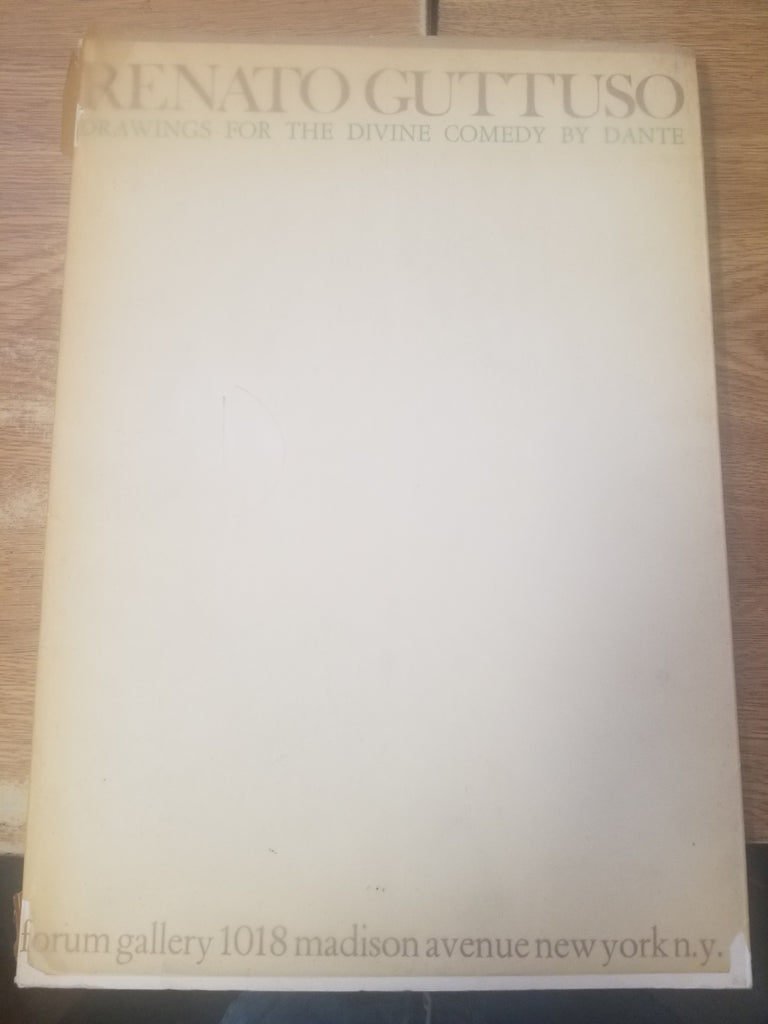 RENATO GUTTUSO
DRAWINGS FOR THE DIVINE COMEDY BY DANTE
forum gallery 1018 madison avenue new york n.y.